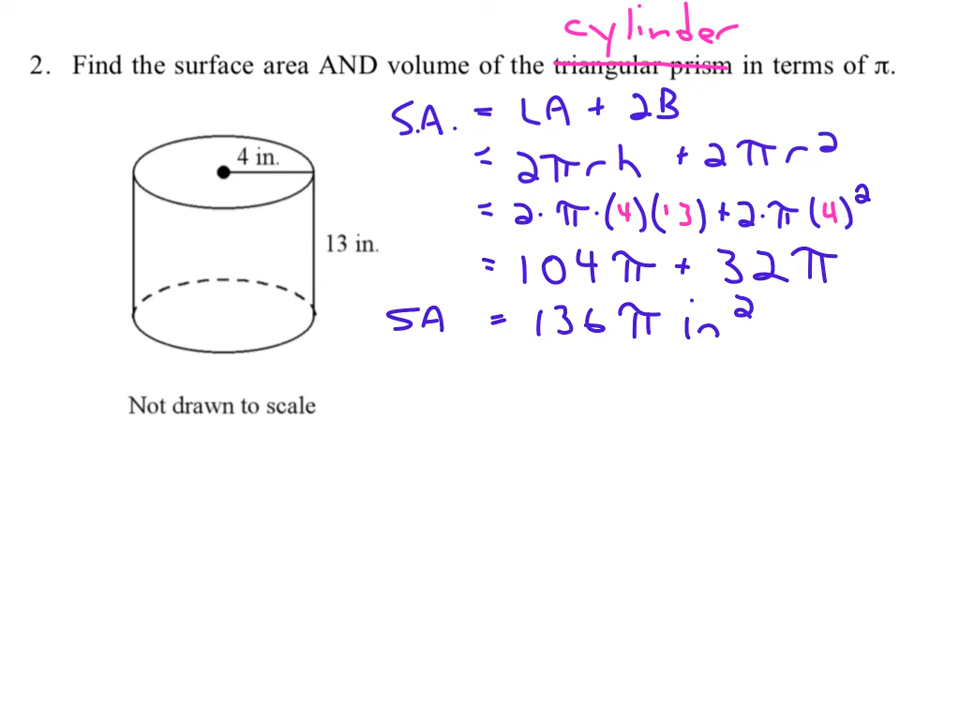 cylinder
2. Find the surface area AND volume of the triangular prism in terms of π.
S.A. = LA + 2B
4 in.
= 2πrh + 2πr²
= 2·π·(4)(13)+2·π(4)²
13 in.
= 104π + 32π
SA = 136π in²
Not drawn to scale